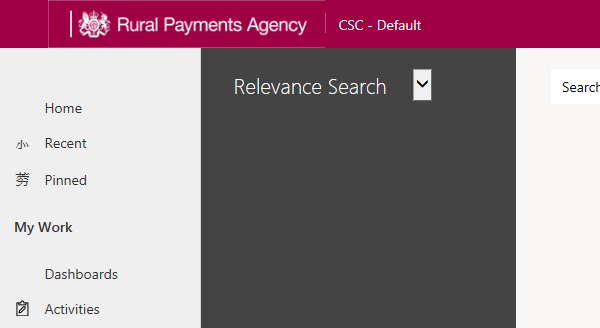 Rural Payments Agency
CSC - Default
Relevance Search
Search
Home
Recent
Pinned
My Work
Dashboards
Activities